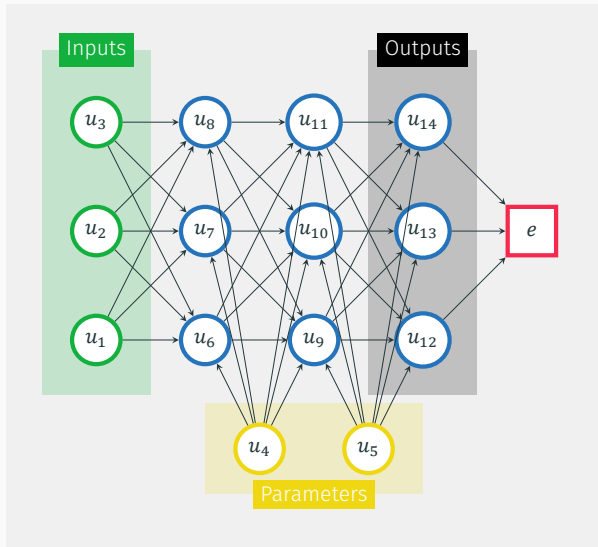 Inputs
Outputs
u₃
u₈
u₁₁
u₁₄
u₂
u₇
u₁₀
u₁₃
e
u₁
u₆
u₉
u₁₂
u₄
u₅
Parameters